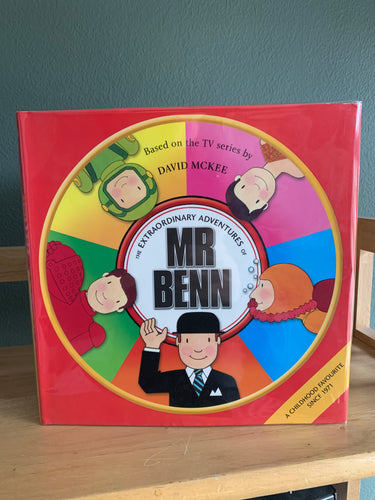 Based on the TV series by
DAVID MCKEE
THE EXTRAORDINARY ADVENTURES OF
MR
BENN
A CHILDHOOD FAVOURITE
SINCE 1971